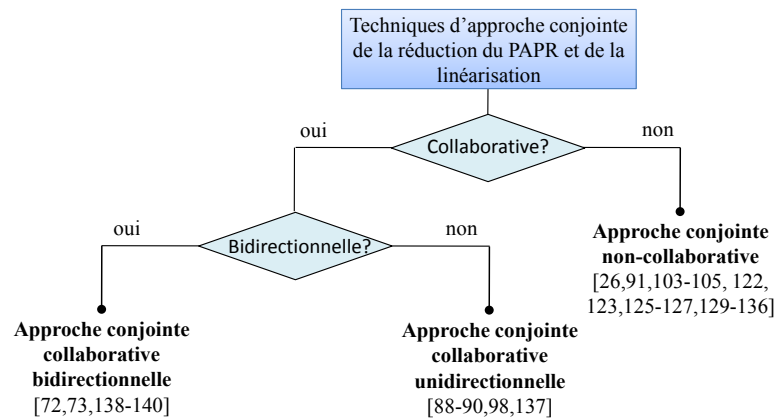 Techniques d'approche conjointe
de la réduction du PAPR et de la
linéarisation
oui
Collaborative?
non
oui
Bidirectionnelle?
non
Approche conjointe
non-collaborative
[26,91,103-105, 122,
123,125-127,129-136]
Approche conjointe
collaborative
bidirectionnelle
[72,73,138-140]
Approche conjointe
collaborative
unidirectionnelle
[88-90,98,137]